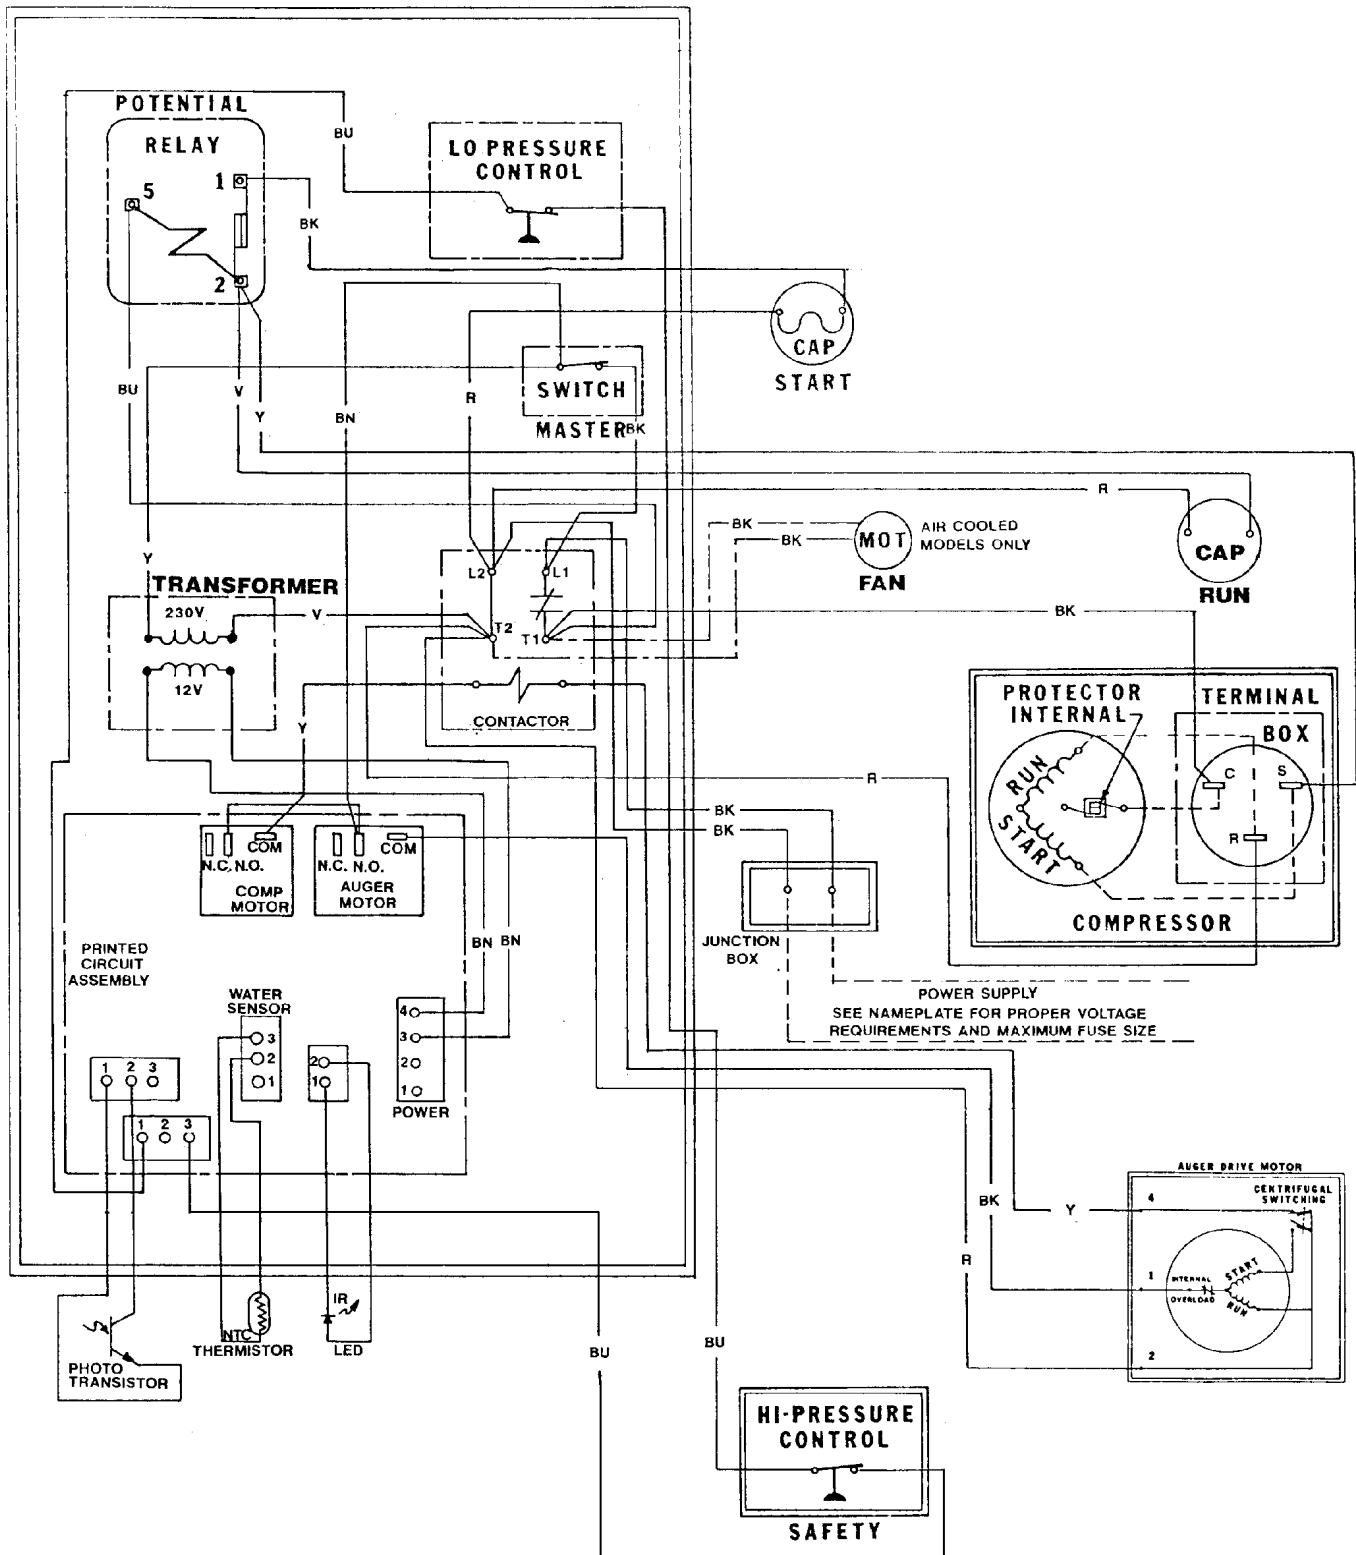 POTENTIAL
RELAY
5
1
2
BU
BK
LO PRESSURE
CONTROL
CAP
START
SWITCH
MASTER
BK
BU
V
Y
BN
R
R
CAP
RUN
BK
BK
MOT
FAN
AIR COOLED
MODELS ONLY
Y
TRANSFORMER
230V
12V
V
L2
L1
T2
T1
CONTACTOR
BK
Y
R
BK
BK
PROTECTOR
INTERNAL
TERMINAL
BOX
RUN
START
C
S
R
COMPRESSOR
N.C. N.O.
COM
COMP
MOTOR
N.C. N.O.
COM
AUGER
MOTOR
BN
BN
JUNCTION
BOX
POWER SUPPLY
SEE NAMEPLATE FOR PROPER VOLTAGE
REQUIREMENTS AND MAXIMUM FUSE SIZE
PRINTED
CIRCUIT
ASSEMBLY
WATER
SENSOR
3
2
1
2
1
4
3
2
1
POWER
1 2 3
1 2 3
BK
Y
R
AUGER DRIVE MOTOR
CENTRIFUGAL
SWITCHING
4
1
2
INTERNAL
OVERLOAD
START
RUN
PHOTO
TRANSISTOR
NTC
THERMISTOR
IR
LED
BU
BU
HI-PRESSURE
CONTROL
SAFETY